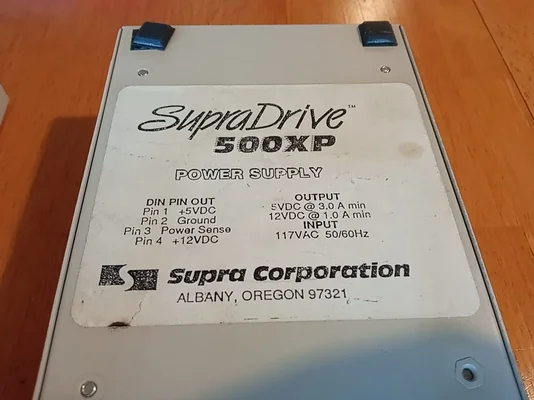 SupraDrive™
500XP
POWER SUPPLY
DIN PIN OUT
Pin 1 +5VDC
Pin 2 Ground
Pin 3 Power Sense
Pin 4 +12VDC
OUTPUT
5VDC @ 3.0 A min
12VDC @ 1.0 A min
INPUT
117VAC 50/60Hz
Supra Corporation
ALBANY, OREGON 97321